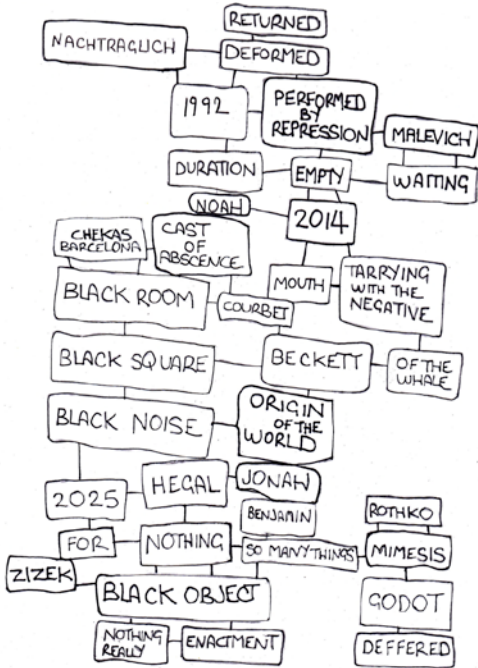 RETURNED
NACHTRAGLICH
DEFORMED
1992
PERFORMED
BY
REPRESSION
MALEVICH
DURATION
EMPTY
WAITING
NOAH
2014
CHEKAS
BARCELONA
CAST
OF
ABSCENCE
MOUTH
TARRYING
WITH THE
NEGATIVE
BLACK ROOM
COURBET
BLACK SQUARE
BECKETT
OF THE
WHALE
BLACK NOISE
ORIGIN
OF THE
WORLD
HEGAL
JONAH
2025
BENJAMIN
ROTHKO
FOR
NOTHING
SO MANY THINGS
MIMESIS
ZIZEK
BLACK OBJECT
GODOT
NOTHING
REALLY
ENACTMENT
DEFFERED